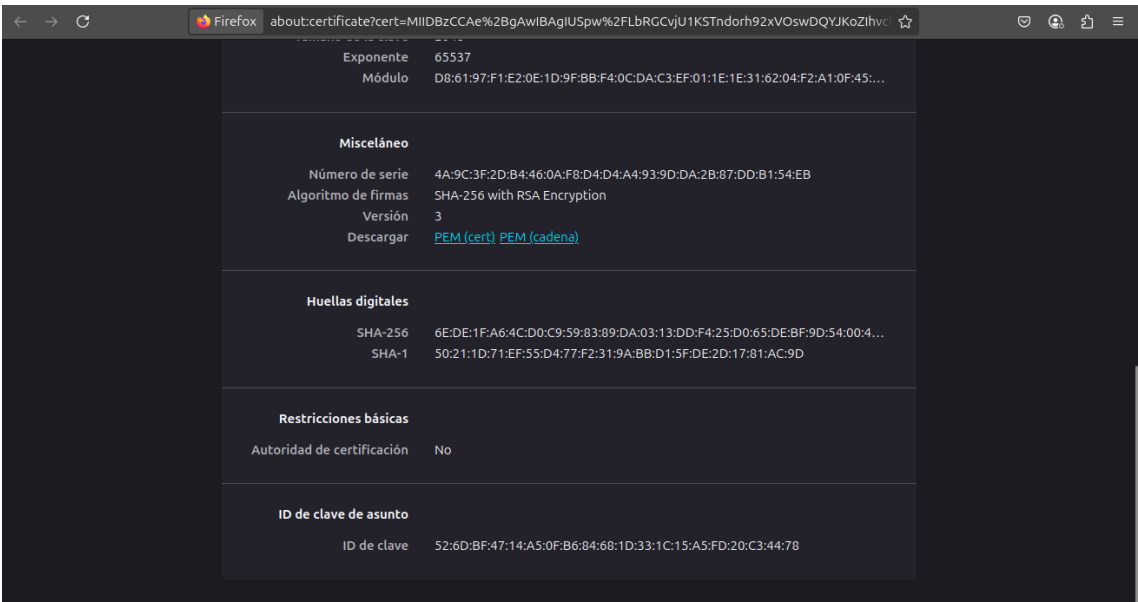 Firefox about:certificate?cert=MIIDBzCCAe%2BgAwIBAgIUSpw%2FLbRGCvjU1KSTndorh92xVOswDQYJKoZIhvc
Exponente 65537
Módulo D8:61:97:F1:E2:0E:1D:9F:BB:F4:0C:DA:C3:EF:01:1E:1E:31:62:04:F2:A1:0F:45:…
Misceláneo
Número de serie 4A:9C:3F:2D:B4:46:0A:F8:D4:D4:A4:93:9D:DA:2B:87:DD:B1:54:EB
Algoritmo de firmas SHA-256 with RSA Encryption
Versión 3
Descargar PEM (cert) PEM (cadena)
Huellas digitales
SHA-256 6E:DE:1F:A6:4C:D0:C9:59:83:89:DA:03:13:DD:F4:25:D0:65:DE:BF:9D:54:00:4…
SHA-1 50:21:1D:71:EF:55:D4:77:F2:31:9A:BB:D1:5F:DE:2D:17:81:AC:9D
Restricciones básicas
Autoridad de certificación No
ID de clave de asunto
ID de clave 52:6D:BF:47:14:A5:0F:B6:84:68:1D:33:1C:15:A5:FD:20:C3:44:78